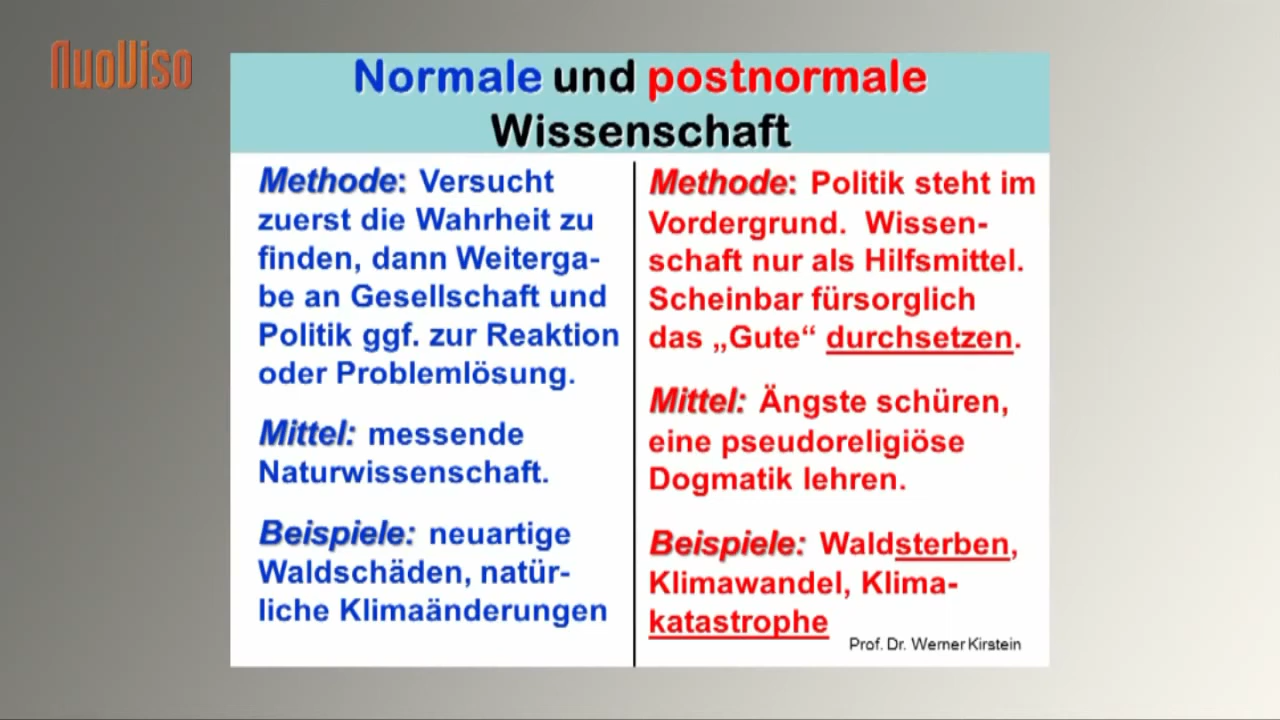 NuoViso
Normale und postnormale
Wissenschaft
Methode: Versucht
zuerst die Wahrheit zu
finden, dann Weiterga-
be an Gesellschaft und
Politik ggf. zur Reaktion
oder Problemlösung.
Mittel: messende
Naturwissenschaft.
Beispiele: neuartige
Waldschäden, natür-
liche Klimaänderungen
Methode: Politik steht im
Vordergrund. Wissen-
schaft nur als Hilfsmittel.
Scheinbar fürsorglich
das „Gute“ durchsetzen.
Mittel: Ängste schüren,
eine pseudoreligiöse
Dogmatik lehren.
Beispiele: Waldsterben,
Klimawandel, Klima-
katastrophe
Prof. Dr. Werner Kirstein